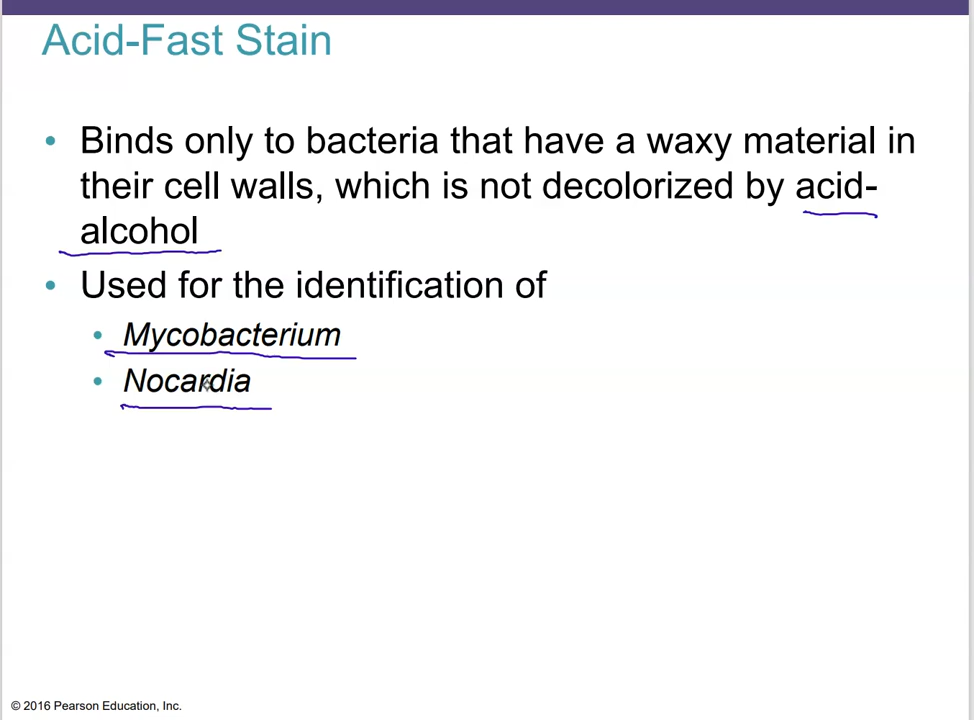 Acid-Fast Stain
• Binds only to bacteria that have a waxy material in
their cell walls, which is not decolorized by acid-
alcohol
• Used for the identification of
• Mycobacterium
• Nocardia
© 2016 Pearson Education, Inc.